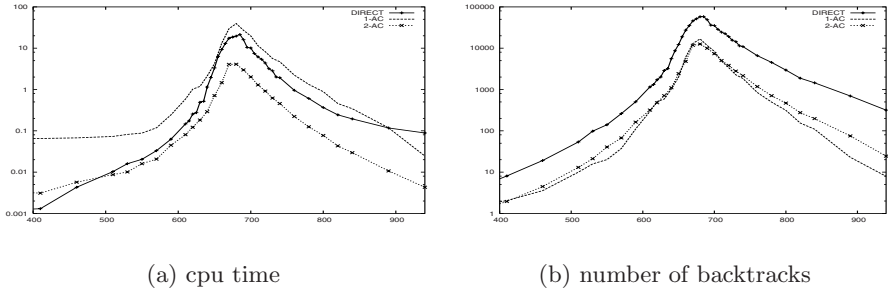 100
10
1
0.1
0.01
0.001
400 500 600 700 800 900
DIRECT
1-AC
2-AC
100000
10000
1000
100
10
1
400 500 600 700 800 900
DIRECT
1-AC
2-AC
(a) cpu time
(b) number of backtracks